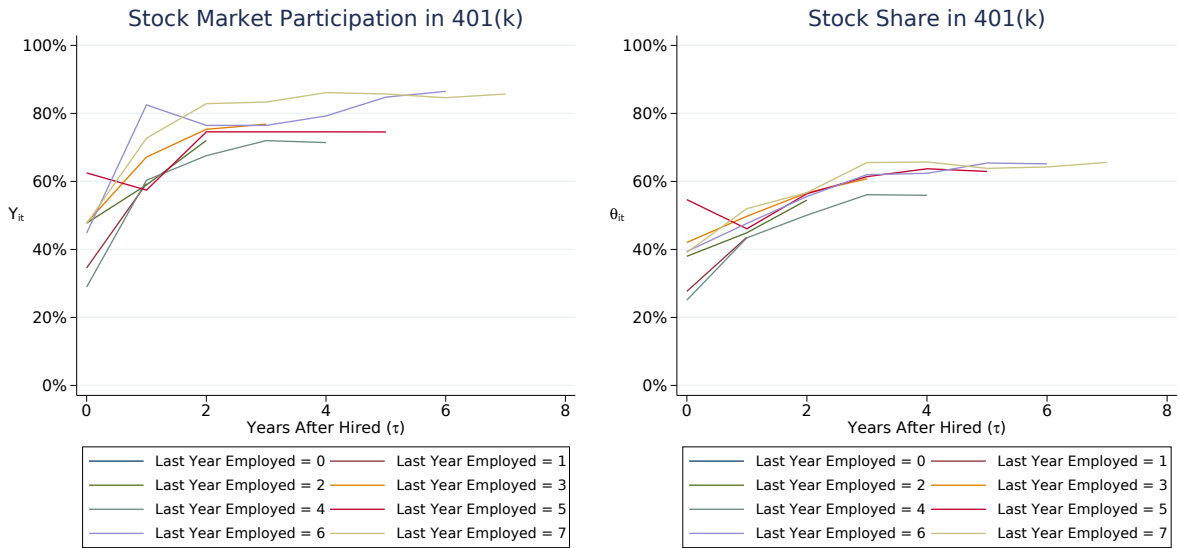 Stock Market Participation in 401(k)
100%
80%
60%
Y_it
40%
20%
0%
0 2 4 6 8
Years After Hired (τ)
Last Year Employed = 0 Last Year Employed = 1
Last Year Employed = 2 Last Year Employed = 3
Last Year Employed = 4 Last Year Employed = 5
Last Year Employed = 6 Last Year Employed = 7
Stock Share in 401(k)
100%
80%
60%
θ_it
40%
20%
0%
0 2 4 6 8
Years After Hired (τ)
Last Year Employed = 0 Last Year Employed = 1
Last Year Employed = 2 Last Year Employed = 3
Last Year Employed = 4 Last Year Employed = 5
Last Year Employed = 6 Last Year Employed = 7